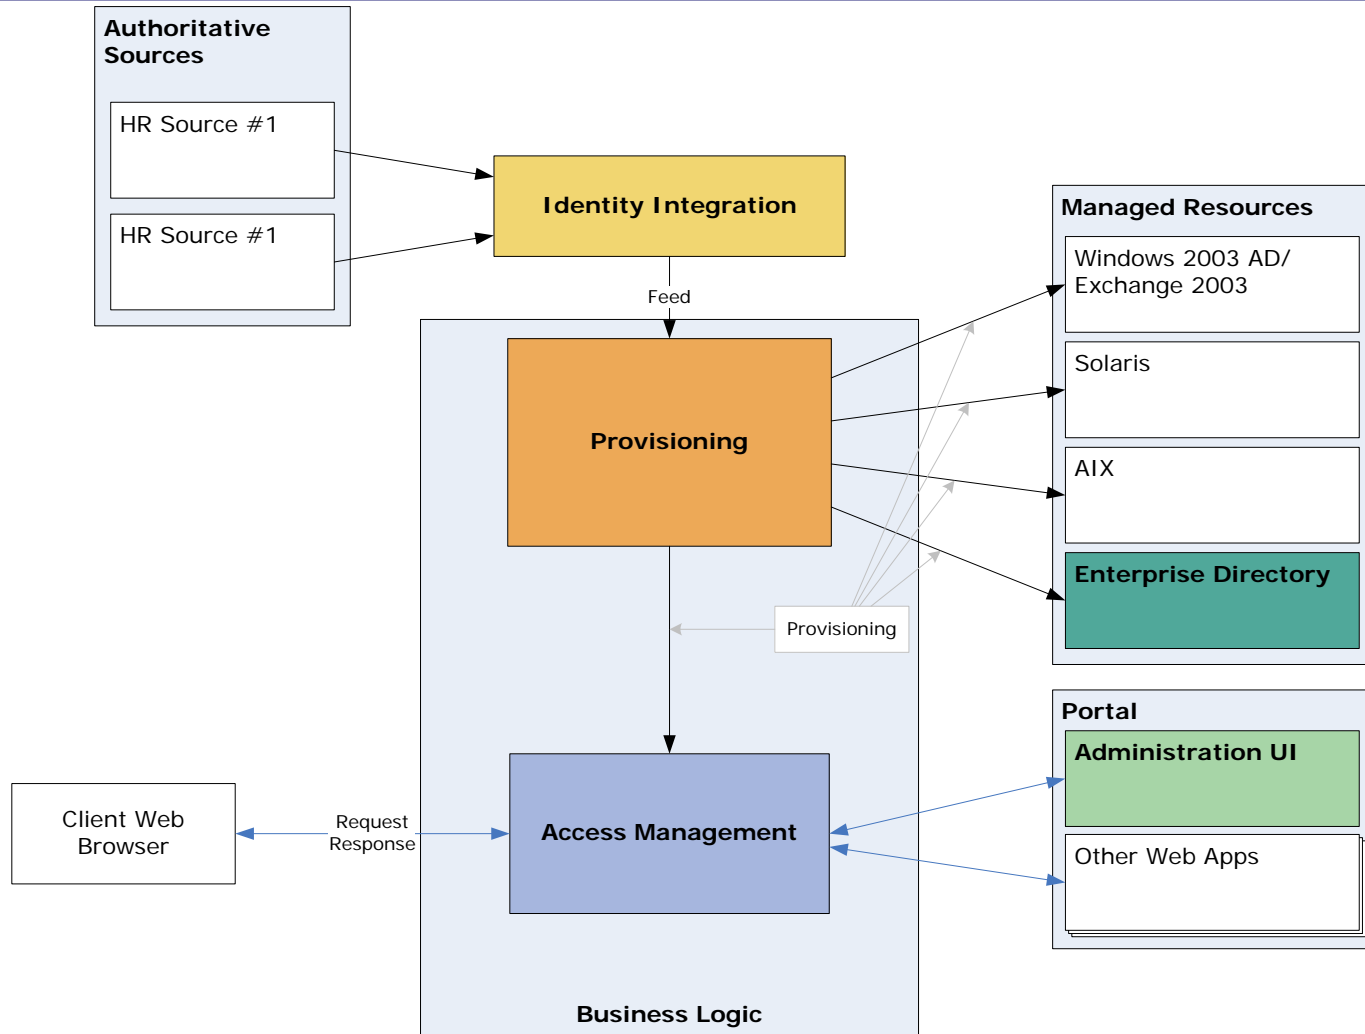 Authoritative
Sources
HR Source #1
HR Source #1
Identity Integration
Feed
Provisioning
Managed Resources
Windows 2003 AD/
Exchange 2003
Solaris
AIX
Enterprise Directory
Provisioning
Portal
Administration UI
Other Web Apps
Client Web
Browser
Request
Response
Access Management
Business Logic